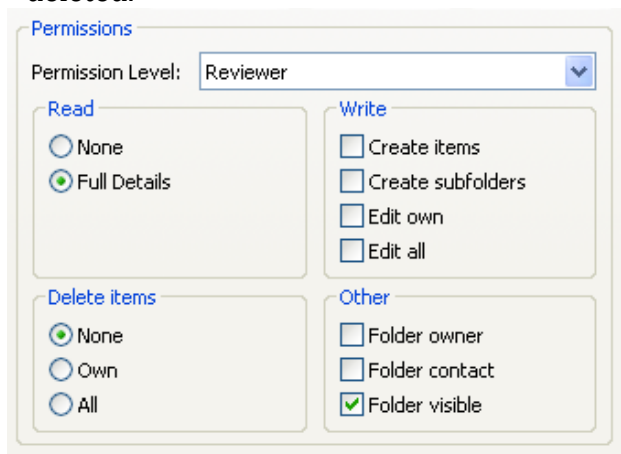 deleted.
Permissions
Permission Level: Reviewer
Read
None
Full Details
Write
Create items
Create subfolders
Edit own
Edit all
Delete items
None
Own
All
Other
Folder owner
Folder contact
Folder visible